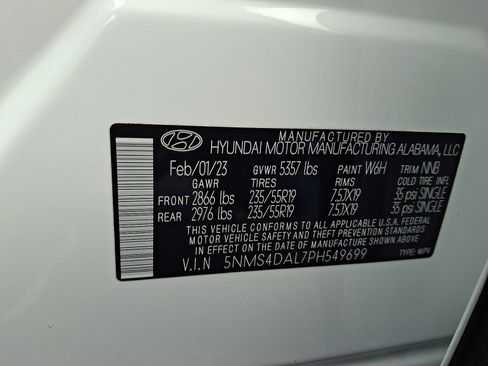 MANUFACTURED BY
HYUNDAI MOTOR MANUFACTURING ALABAMA, LLC
Feb/01/23 GVWR 5357 lbs PAINT W6H TRIM NNB
GAWR TIRES RIMS COLD TIRE INFL
FRONT 2866 lbs 235/55R19 7.5JX19 35 psi SINGLE
REAR 2976 lbs 235/55R19 7.5JX19 35 psi SINGLE
THIS VEHICLE CONFORMS TO ALL APPLICABLE U.S.A FEDERAL
MOTOR VEHICLE SAFETY STANDARDS IN EFFECT ON
THE DATE OF MANUFACTURE SHOWN ABOVE.
V.I.N 5NMS4DAL7PH549699 TYPE: MPV